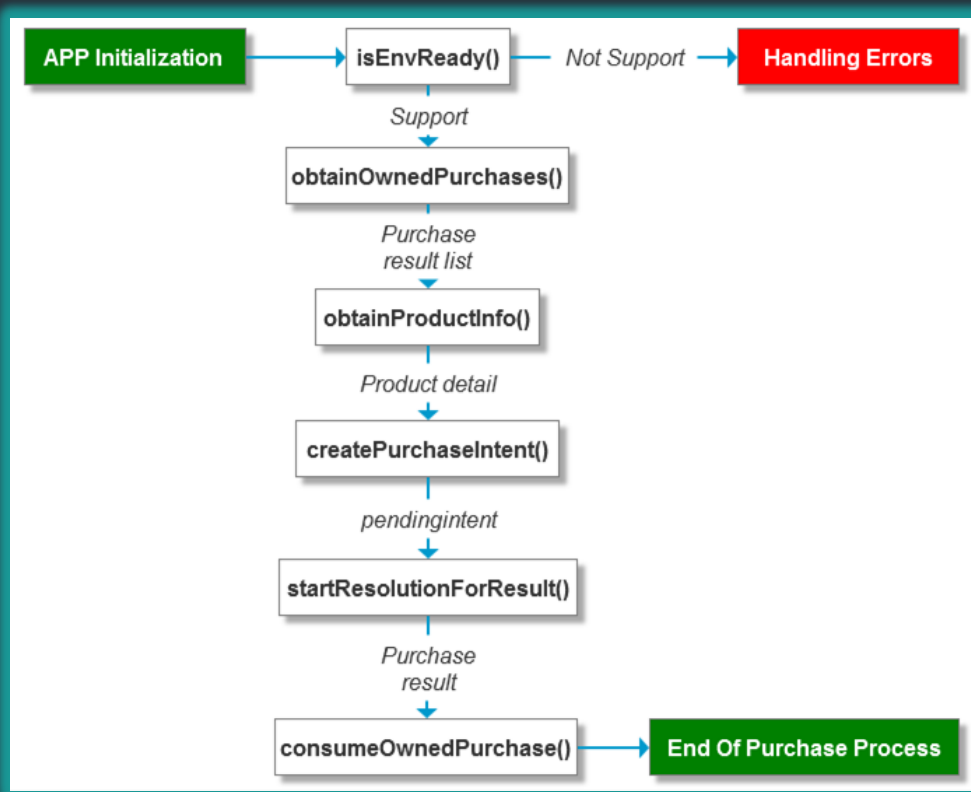 APP Initialization
isEnvReady()
Not Support
Handling Errors
Support
obtainOwnedPurchases()
Purchase
result list
obtainProductInfo()
Product detail
createPurchaseIntent()
pendingintent
startResolutionForResult()
Purchase
result
consumeOwnedPurchase()
End Of Purchase Process